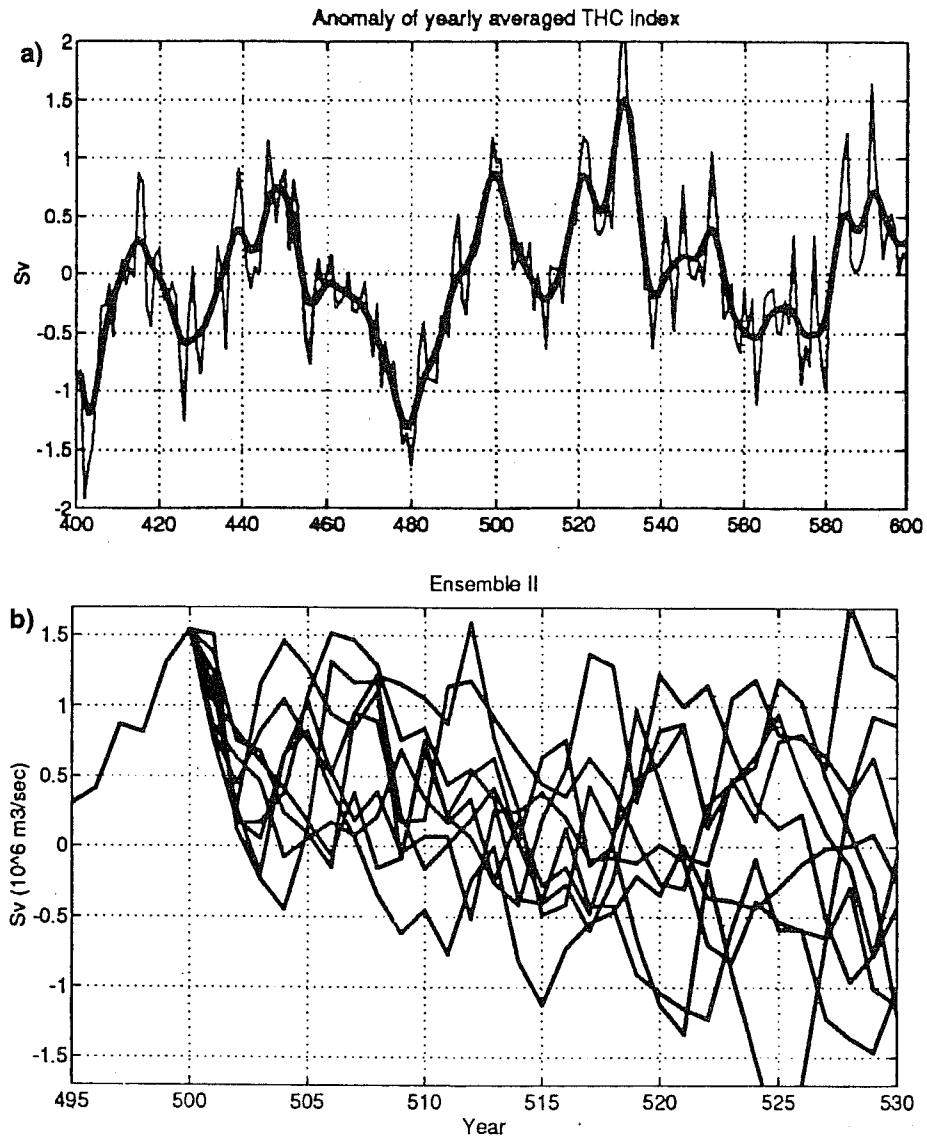 Anomaly of yearly averaged THC Index
a)
2
1.5
1
0.5
0
-0.5
-1
-1.5
-2
Sv
400 420 440 460 480 500 520 540 560 580 600
Ensemble II
b)
1.5
1
0.5
0
-0.5
-1
-1.5
Sv (10^6 m3/sec)
495 500 505 510 515 520 525 530
Year